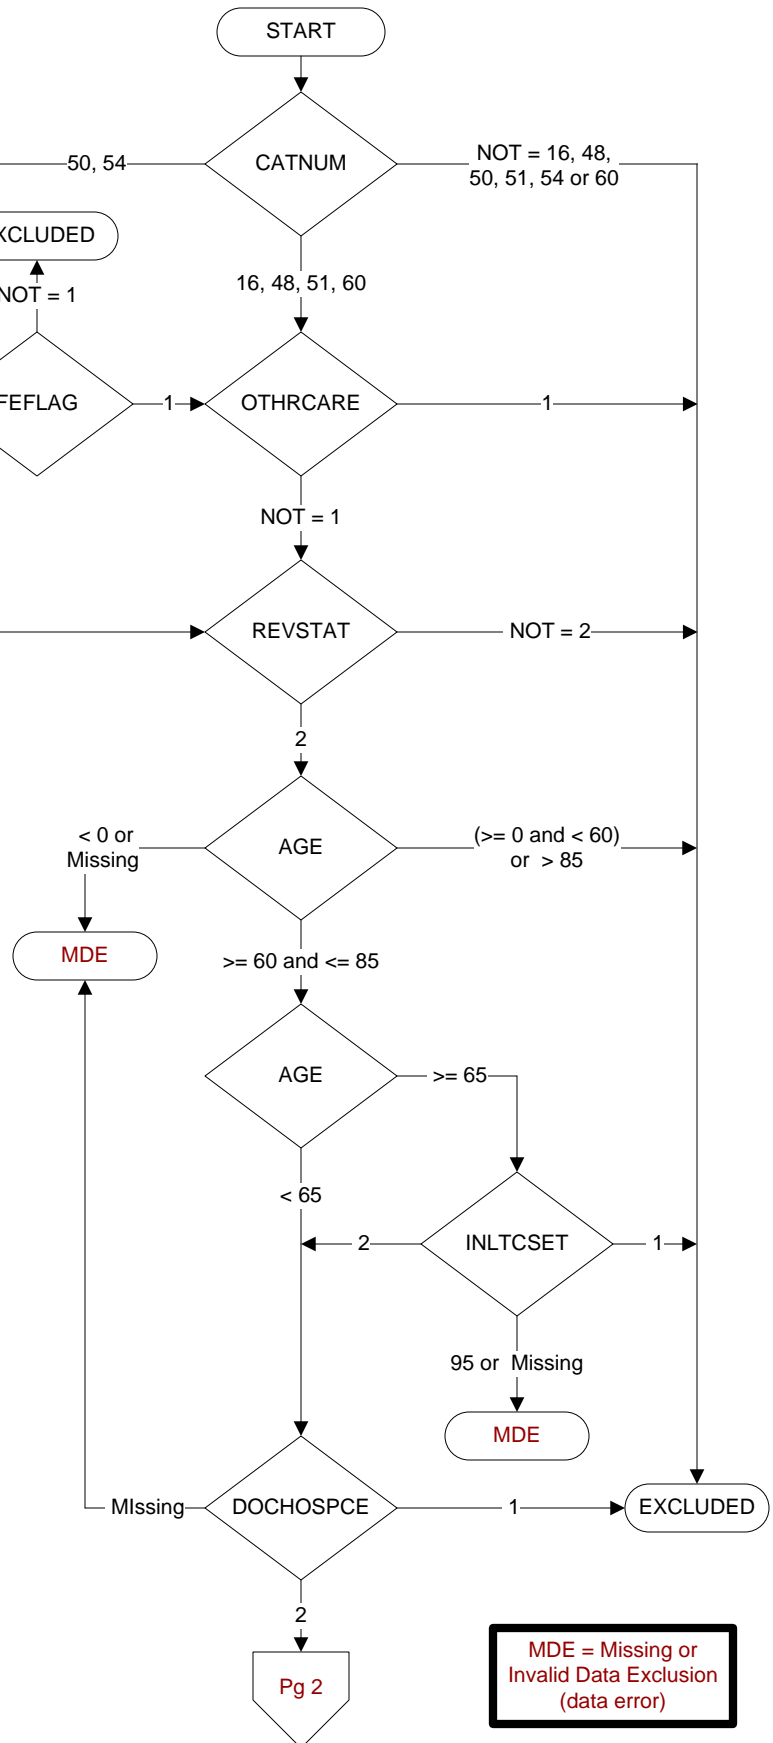 START
50, 54
CATNUM
NOT = 16, 48,
50, 51, 54 or 60
XCLUDED
16, 48, 51, 60
NOT = 1
FEFLAG
1
OTHRCARE
1
NOT = 1
REVSTAT
NOT = 2
2
< 0 or
Missing
AGE
(>= 0 and < 60)
or > 85
MDE
>= 60 and <= 85
AGE
>= 65
< 65
2
INLTCSET
1
95 or Missing
MDE
MIssing
DOCHOSPCE
1
EXCLUDED
2
Pg 2
MDE = Missing or
Invalid Data Exclusion
(data error)